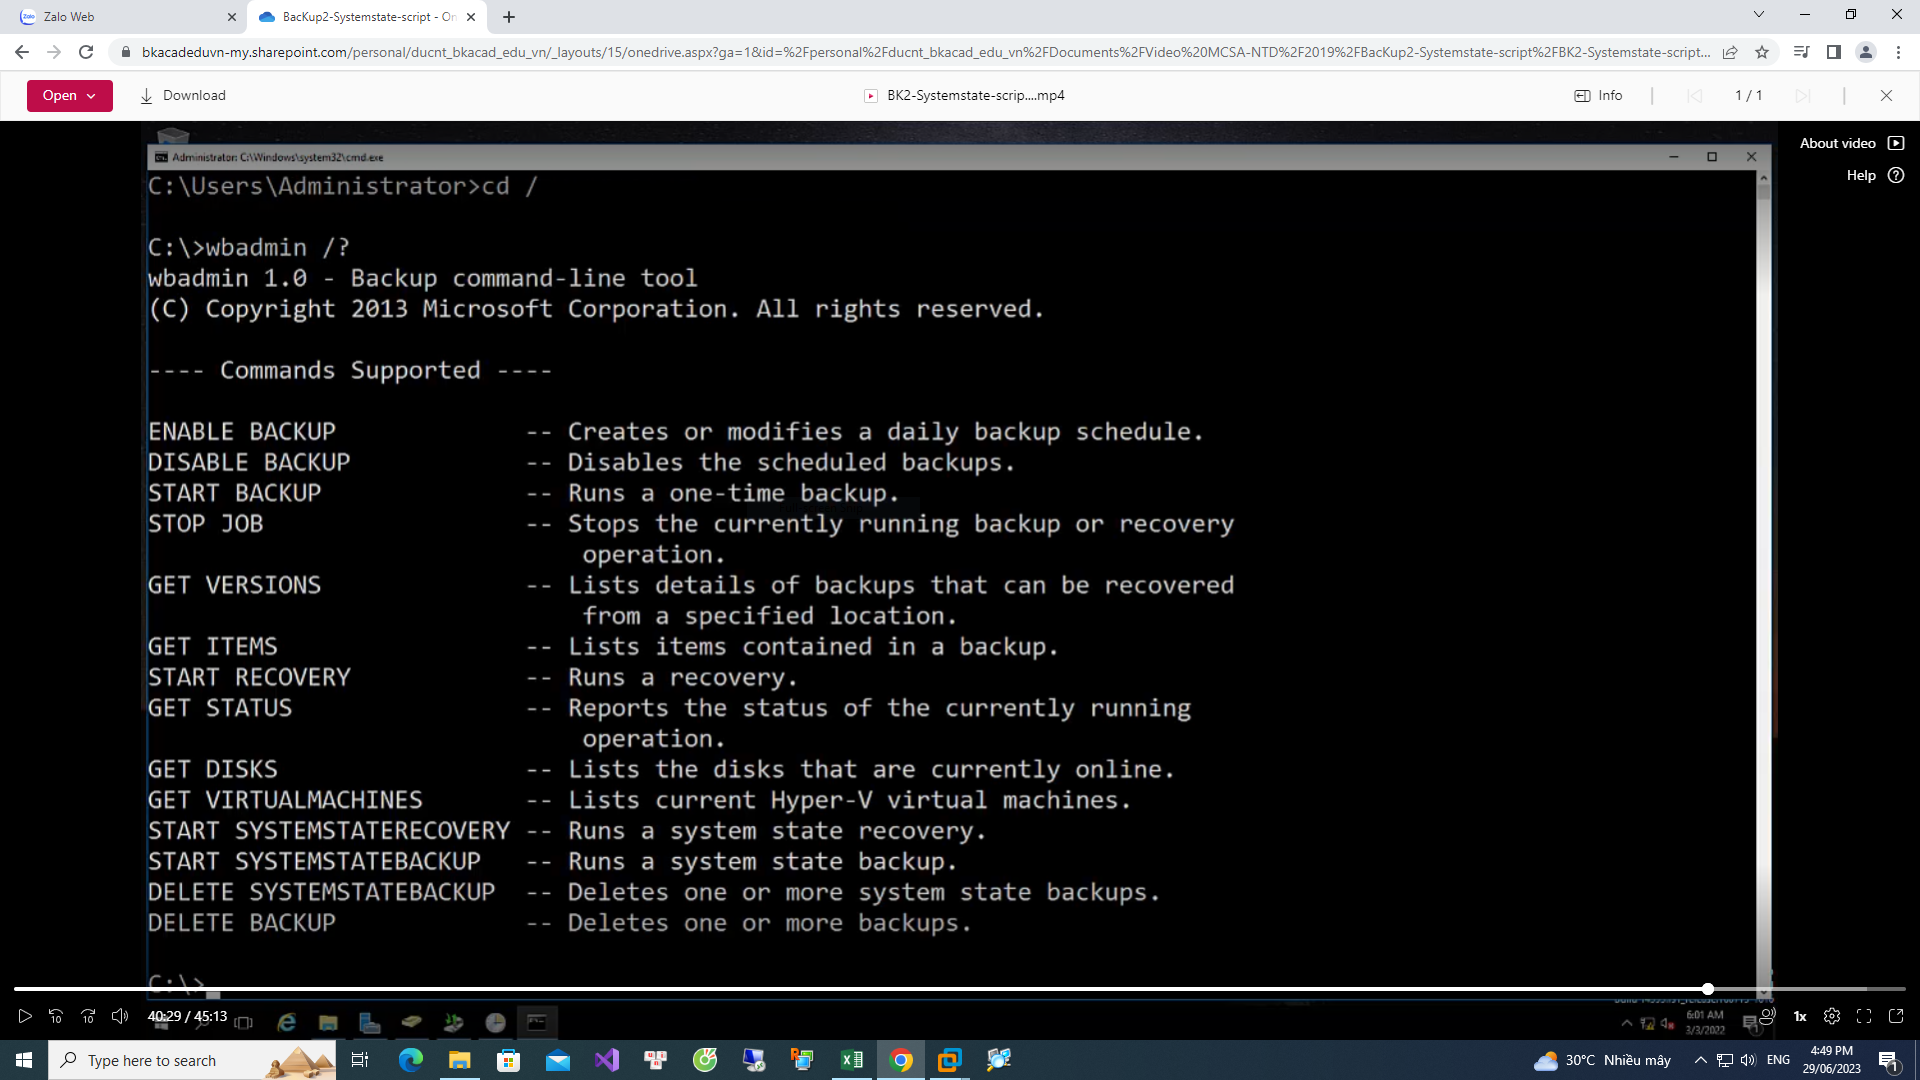 Zalo Web
BacKup2-Systemstate-script - On
bkacadeduvn-my.sharepoint.com/personal/ducnt_bkacad_edu_vn/_layouts/15/onedrive.aspx?ga=1&id=%2Fpersonal%2Fducnt_bkacad_edu_vn%2FDocuments%2FVideo%20MCSA-NTD%2F2019%2FBacKup2-Systemstate-script%2FBK2-Systemstate-script...
Open
Download
BK2-Systemstate-scrip....mp4
Info
1 / 1
About video
Help
Administrator: C:\Windows\system32\cmd.exe
C:\Users\Administrator>cd /
C:\>wbadmin /?
wbadmin 1.0 - Backup command-line tool
(C) Copyright 2013 Microsoft Corporation. All rights reserved.
---- Commands Supported ----
ENABLE BACKUP -- Creates or modifies a daily backup schedule.
DISABLE BACKUP -- Disables the scheduled backups.
START BACKUP -- Runs a one-time backup.
STOP JOB -- Stops the currently running backup or recovery
operation.
GET VERSIONS -- Lists details of backups that can be recovered
from a specified location.
GET ITEMS -- Lists items contained in a backup.
START RECOVERY -- Runs a recovery.
GET STATUS -- Reports the status of the currently running
operation.
GET DISKS -- Lists the disks that are currently online.
GET VIRTUALMACHINES -- Lists current Hyper-V virtual machines.
START SYSTEMSTATERECOVERY -- Runs a system state recovery.
START SYSTEMSTATEBACKUP -- Runs a system state backup.
DELETE SYSTEMSTATEBACKUP -- Deletes one or more system state backups.
DELETE BACKUP -- Deletes one or more backups.
C:\>
10
10
40:29 / 45:13
6:01 AM
3/3/2022
1x
Type here to search
30°C Nhiều mây
ENG
4:49 PM
29/06/2023
1